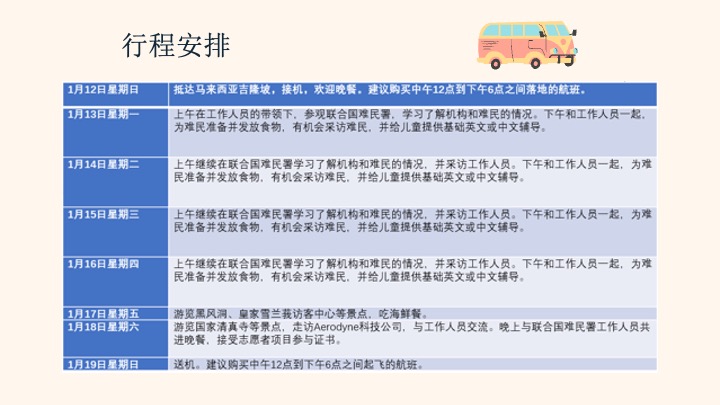 行程安排
1月12日星期日
抵达马来西亚吉隆坡，接机，欢迎晚餐。建议购买中午12点到下午6点之间落地的航班。
1月13日星期一
上午在工作人员的带领下，参观联合国难民署，学习了解机构和难民的情况。下午和工作人员一起，
为难民准备并发放食物，有机会采访难民，并给儿童提供基础英文或中文辅导。
1月14日星期二
上午继续在联合国难民署学习了解机构和难民的情况，并采访工作人员。下午和工作人员一起，为难
民准备并发放食物，有机会采访难民，并给儿童提供基础英文或中文辅导。
1月15日星期三
上午继续在联合国难民署学习了解机构和难民的情况，并采访工作人员。下午和工作人员一起，为难
民准备并发放食物，有机会采访难民，并给儿童提供基础英文或中文辅导。
1月16日星期四
上午继续在联合国难民署学习了解机构和难民的情况，并采访工作人员。下午和工作人员一起，为难
民准备并发放食物，有机会采访难民，并给儿童提供基础英文或中文辅导。
1月17日星期五
游览黑风洞、皇家雪兰莪访客中心等景点，吃海鲜餐。
1月18日星期六
游览国家清真寺等景点，走访Aerodyne科技公司，与工作人员交流。晚上与联合国难民署工作人员共
进晚餐，接受志愿者项目参与证书。
1月19日星期日
送机。建议购买中午12点到下午6点之间起飞的航班。